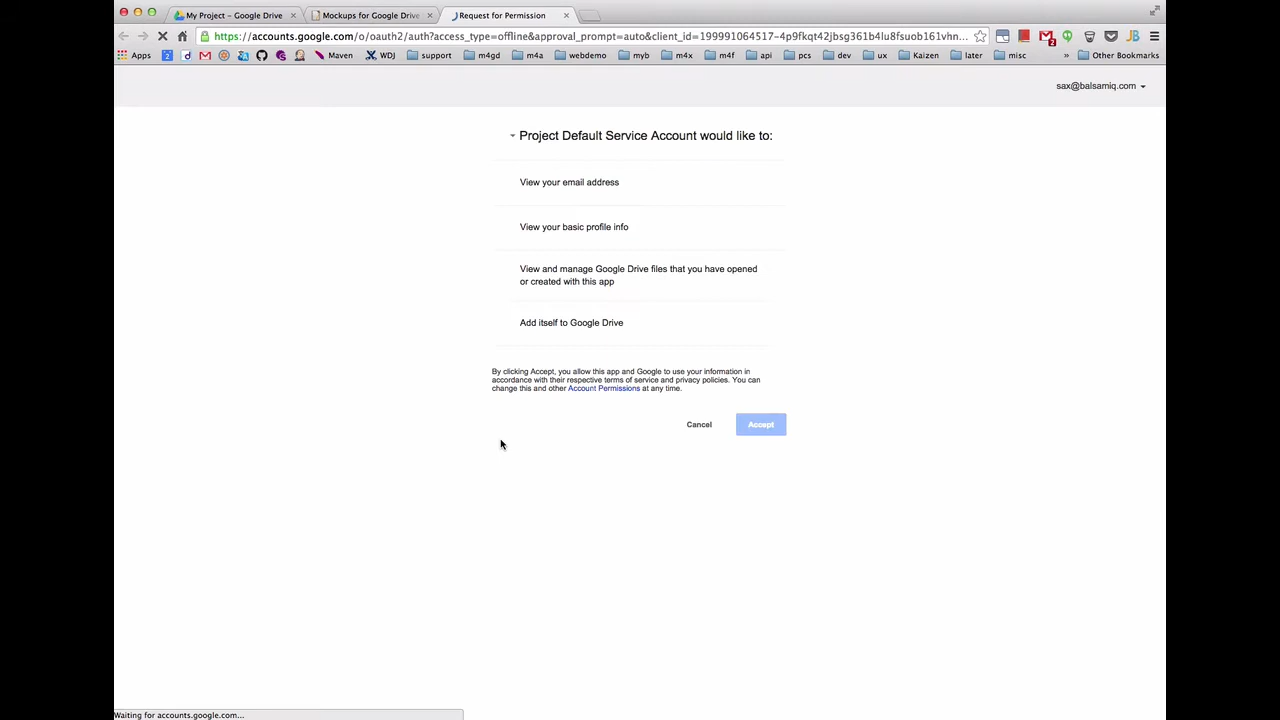 My Project – Google Drive
Mockups for Google Drive
Request for Permission
https://accounts.google.com/o/oauth2/auth?access_type=offline&approval_prompt=auto&client_id=199991064517–4p9fkqt42jbsg361b4lu8fsuob161vhn...
Apps 2 d Maven WDJ support m4gd m4a webdemo myb m4x m4f api pcs dev ux Kaizen later misc » Other Bookmarks
2
JB
sax@balsamiq.com
Project Default Service Account would like to:
View your email address
View your basic profile info
View and manage Google Drive files that you have opened
or created with this app
Add itself to Google Drive
By clicking Accept, you allow this app and Google to use your information in
accordance with their respective terms of service and privacy policies. You can
change this and other Account Permissions at any time.
Cancel Accept
Waiting for accounts.google.com...